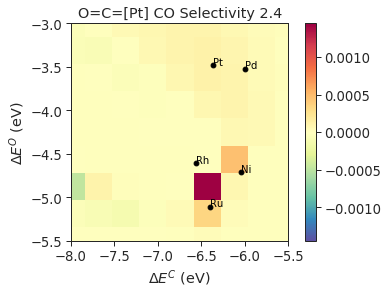 O=C=[Pt] CO Selectivity 2.4
−3.0
−3.5
−4.0
−4.5
−5.0
−5.5
ΔE^O (eV)
Pt
Pd
Rh
Ni
Ru
−8.0 −7.5 −7.0 −6.5 −6.0 −5.5
ΔE^C (eV)
0.0010
0.0005
0.0000
−0.0005
−0.0010